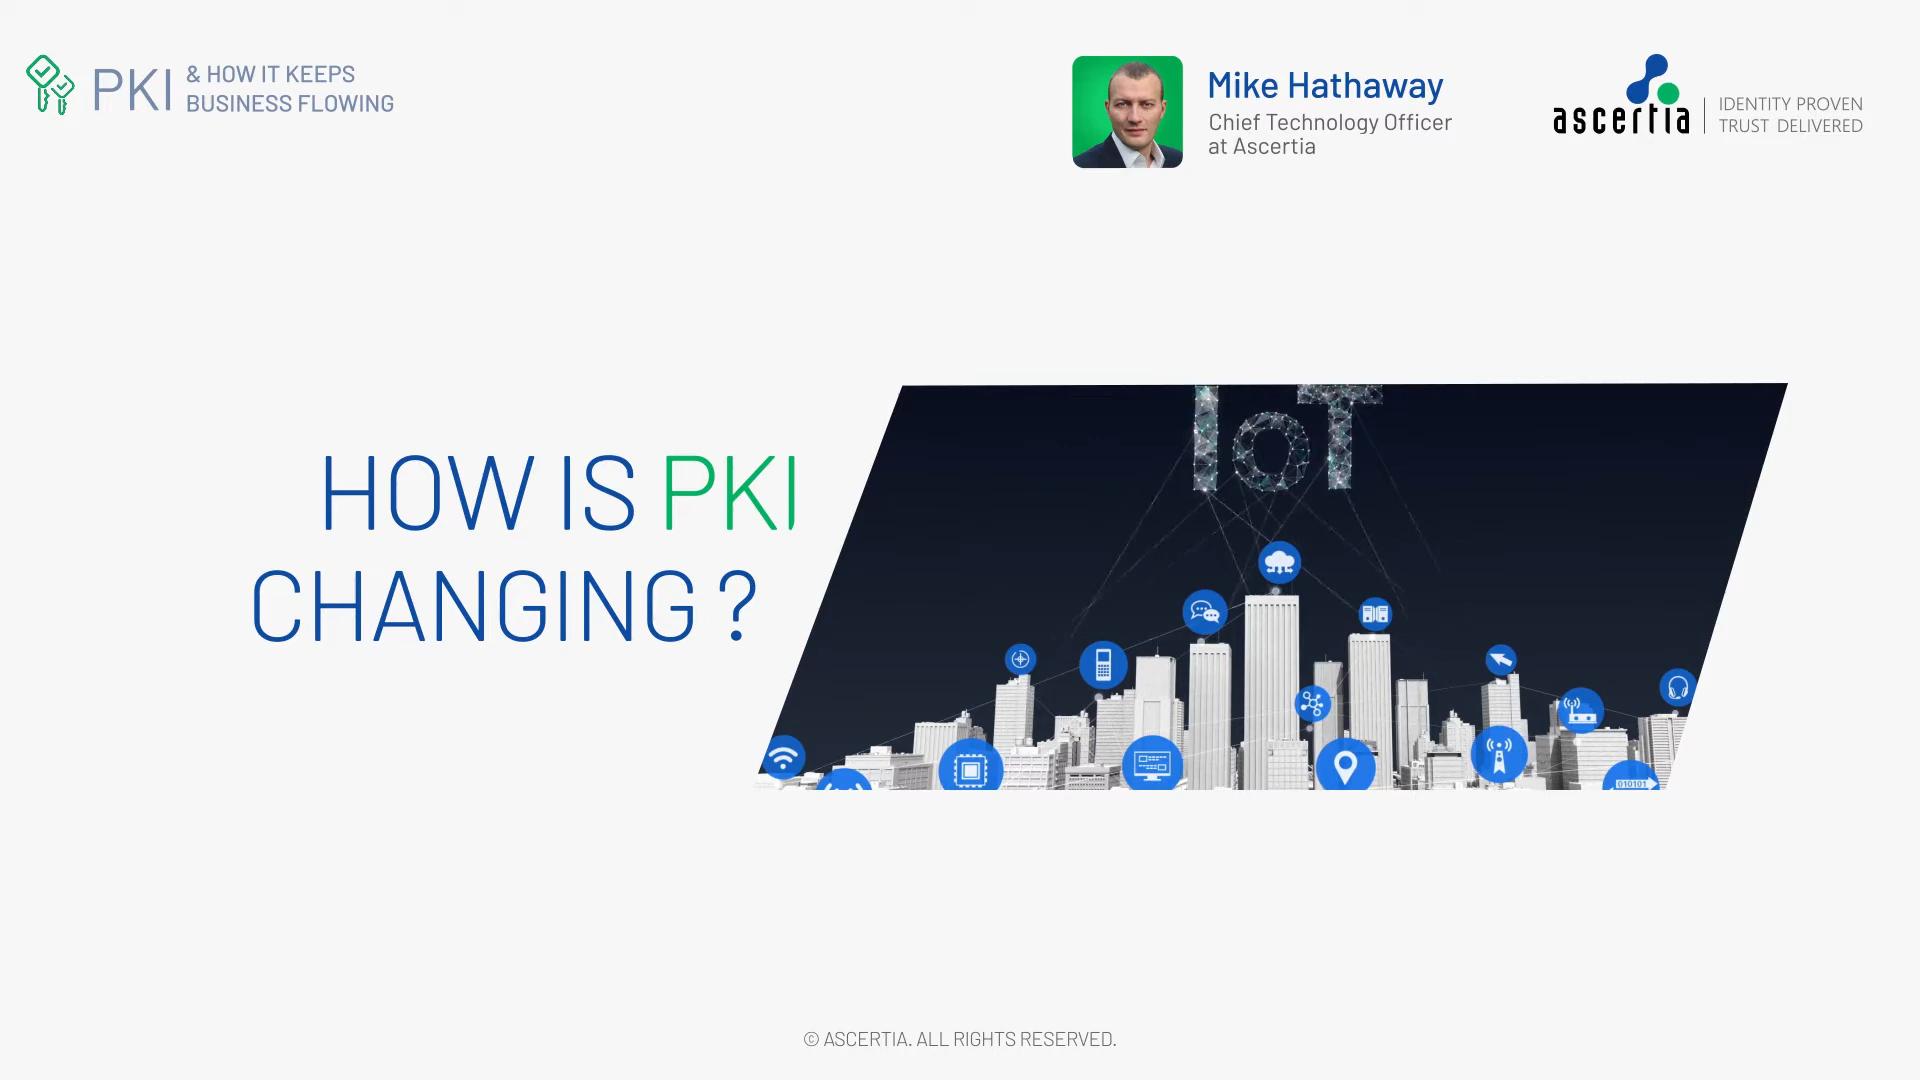 PKI
& HOW IT KEEPS
BUSINESS FLOWING
Mike Hathaway
Chief Technology Officer
at Ascertia
ascertia
IDENTITY PROVEN
TRUST DELIVERED
HOW IS PKI
CHANGING ?
IoT
010101
© ASCERTIA. ALL RIGHTS RESERVED.